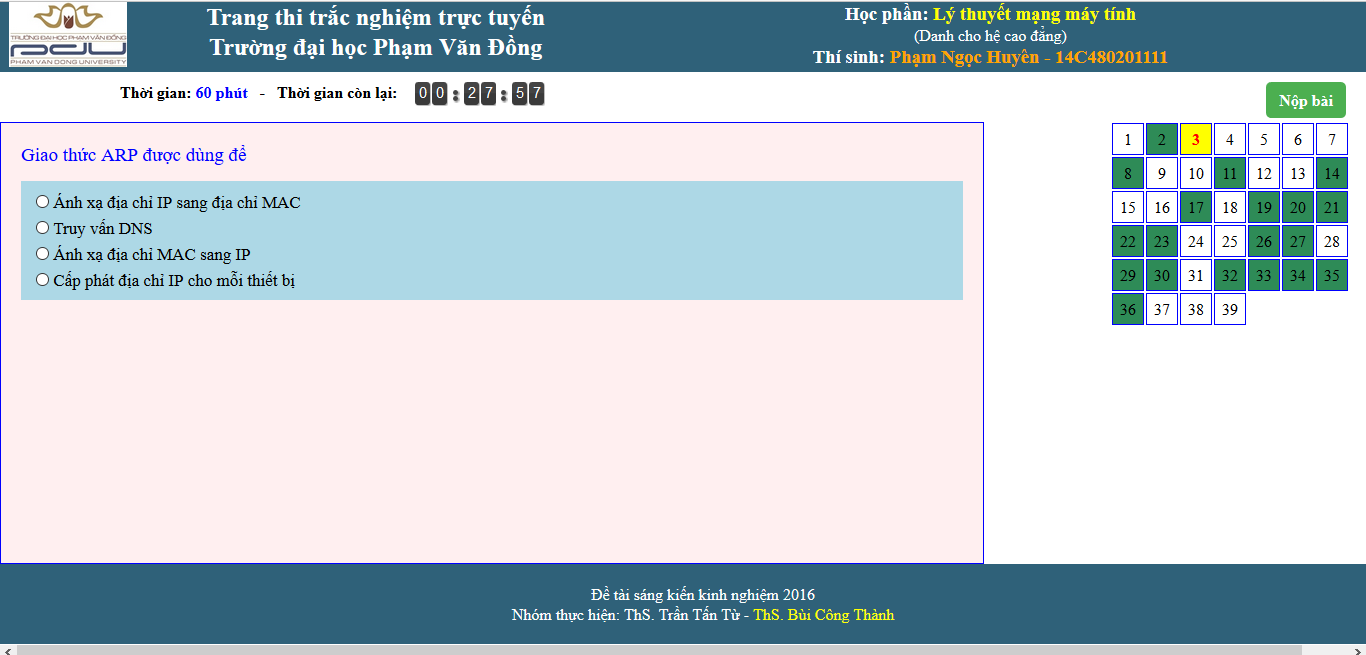 TRƯỜNG ĐẠI HỌC PHẠM VĂN ĐỒNG
PDU
PHAM VAN DONG UNIVERSITY
Trang thi trắc nghiệm trực tuyến
Trường đại học Phạm Văn Đồng
Học phần: Lý thuyết mạng máy tính
(Danh cho hệ cao đẳng)
Thí sinh: Phạm Ngọc Huyên - 14C480201111
Thời gian: 60 phút - Thời gian còn lại: 00:27:57
Nộp bài
Giao thức ARP được dùng để
Ánh xạ địa chỉ IP sang địa chỉ MAC
Truy vấn DNS
Ánh xạ địa chỉ MAC sang IP
Cấp phát địa chỉ IP cho mỗi thiết bị
1 2 3 4 5 6 7
8 9 10 11 12 13 14
15 16 17 18 19 20 21
22 23 24 25 26 27 28
29 30 31 32 33 34 35
36 37 38 39
Đề tài sáng kiến kinh nghiệm 2016
Nhóm thực hiện: ThS. Trần Tấn Từ - ThS. Bùi Công Thành